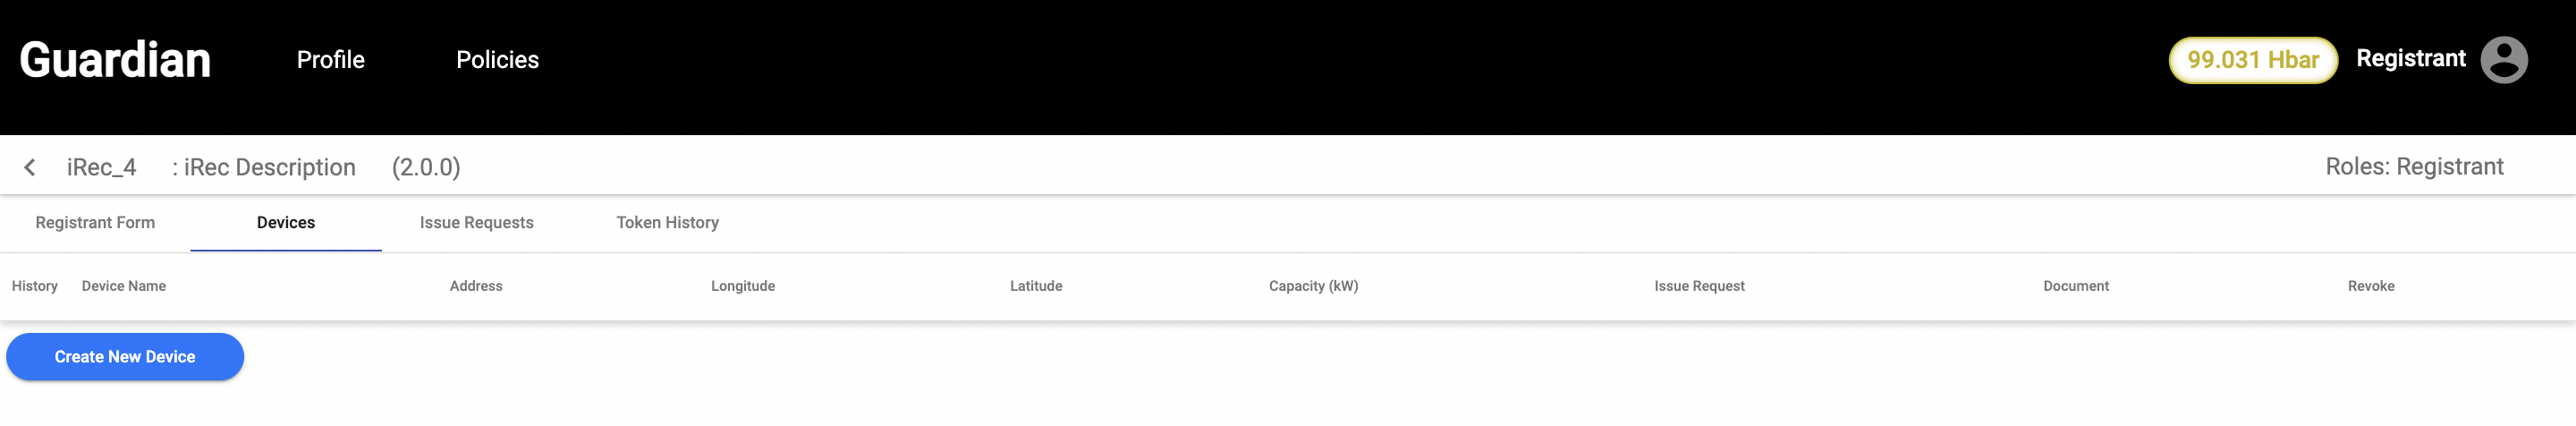 Guardian Profile Policies 99.031 Hbar Registrant
iRec_4 : iRec Description (2.0.0) Roles: Registrant
Registrant Form Devices Issue Requests Token History
History Device Name Address Longitude Latitude Capacity (kW) Issue Request Document Revoke
Create New Device